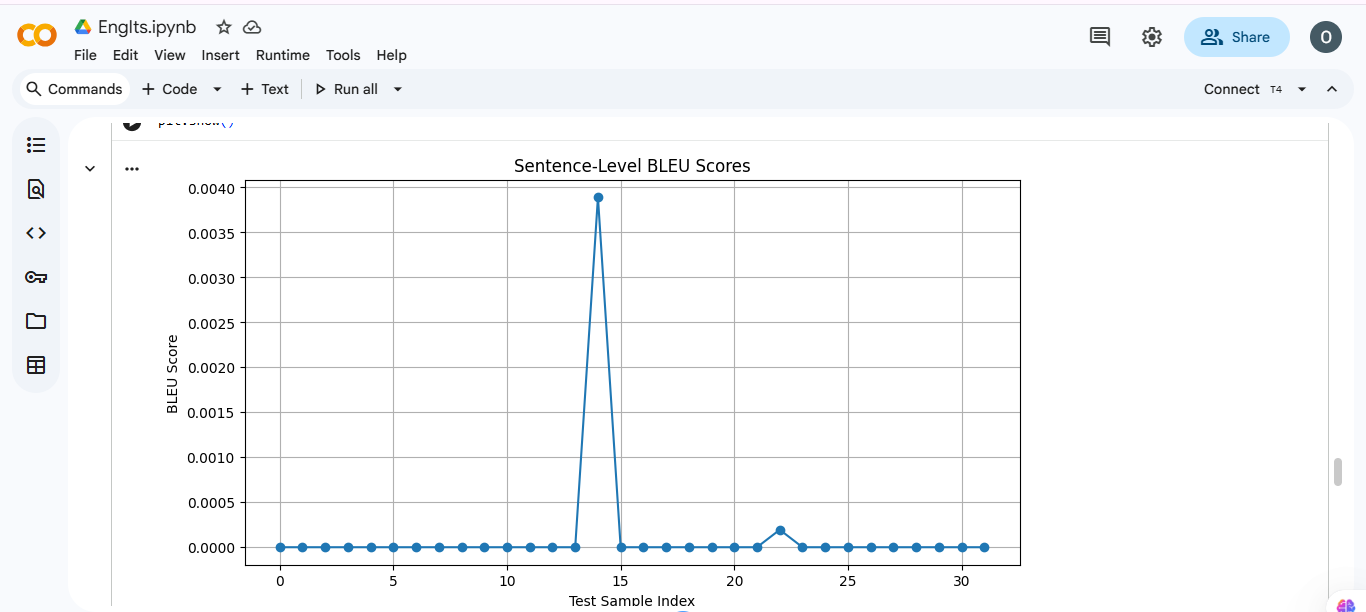 EngIts.ipynb
File Edit View Insert Runtime Tools Help
Share
O
Commands + Code + Text Run all
Connect T4
plt.show()
Sentence-Level BLEU Scores
0.0040
0.0035
0.0030
0.0025
0.0020
0.0015
0.0010
0.0005
0.0000
BLEU Score
0 5 10 15 20 25 30
Test Sample Index